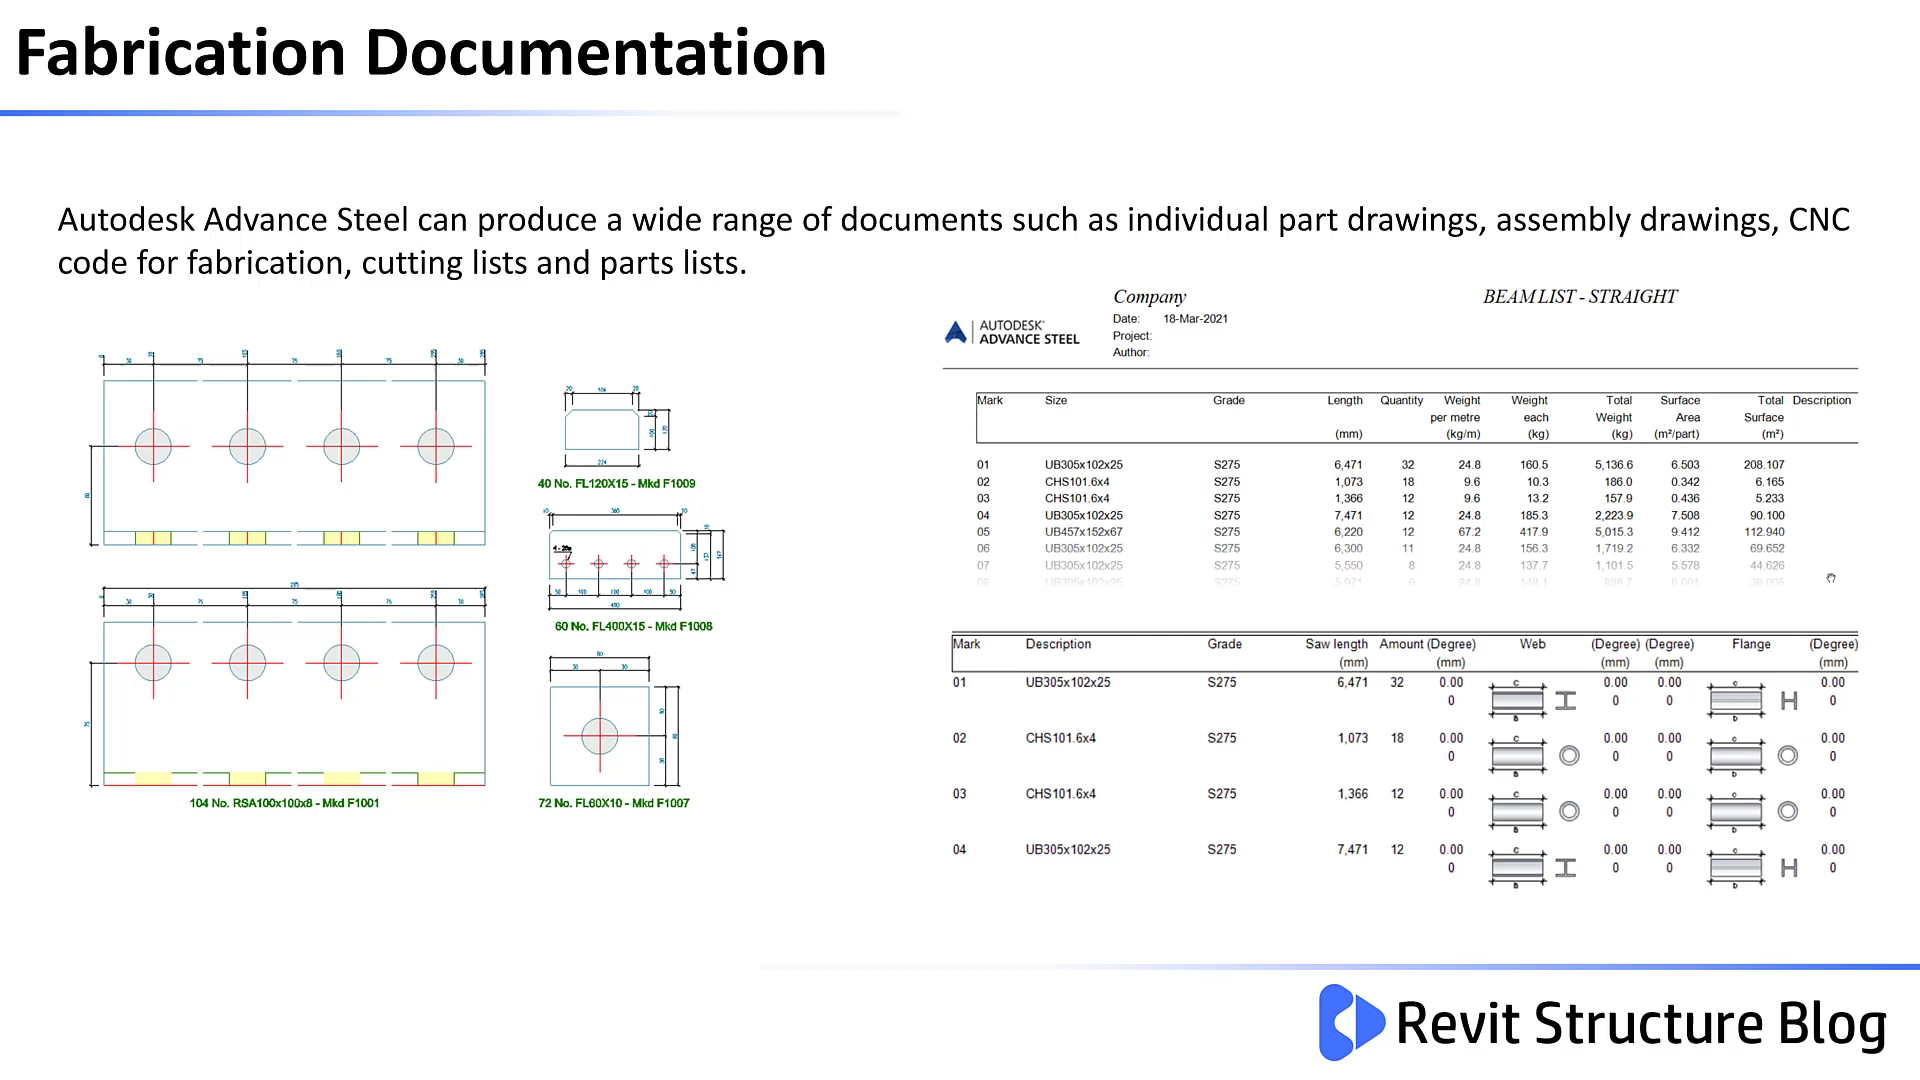 Fabrication Documentation
Autodesk Advance Steel can produce a wide range of documents such as individual part drawings, assembly drawings, CNC
code for fabrication, cutting lists and parts lists.
40 No. FL120X15 - Mkd F1009
60 No. FL400X15 - Mkd F1008
104 No. RSA100x100x8 - Mkd F1001
72 No. FL60X10 - Mkd F1007
Company BEAM LIST - STRAIGHT
AUTODESK®
ADVANCE STEEL
Date: 18-Mar-2021
Project:
Author:
Mark Size Grade Length Quantity Weight Weight Total Surface Total Description
per metre each Weight Area Surface
(mm) (kg/m) (kg) (kg) (m²/part) (m²)
01 UB305x102x25 S275 6,471 32 24.8 160.5 5,136.6 6.503 208.107
02 CHS101.6x4 S275 1,073 18 9.6 10.3 186.0 0.342 6.165
03 CHS101.6x4 S275 1,366 12 9.6 13.2 157.9 0.436 5.233
04 UB305x102x25 S275 7,471 12 24.8 185.3 2,223.9 7.508 90.100
05 UB457x152x67 S275 6,220 12 67.2 417.9 5,015.3 9.412 112.940
06 UB305x102x25 S275 6,300 11 24.8 156.3 1,719.2 6.332 69.652
07 UB305x102x25 S275 5,550 8 24.8 137.7 1,101.5 5.578 44.626
08 UB305x102x25 S275 5,971 6 24.8 148.1 888.7
Mark Description Grade Saw length Amount (Degree) Web (Degree) (Degree) Flange (Degree)
(mm) (mm) (mm) (mm) (mm)
01 UB305x102x25 S275 6,471 32 0.00 C 0.00 0.00 C 0.00
0 B 0 0 D 0
02 CHS101.6x4 S275 1,073 18 0.00 C 0.00 0.00 C 0.00
0 B 0 0 D 0
03 CHS101.6x4 S275 1,366 12 0.00 C 0.00 0.00 C 0.00
0 B 0 0 D 0
04 UB305x102x25 S275 7,471 12 0.00 C 0.00 0.00 C 0.00
0 B 0 0 D 0
Revit Structure Blog